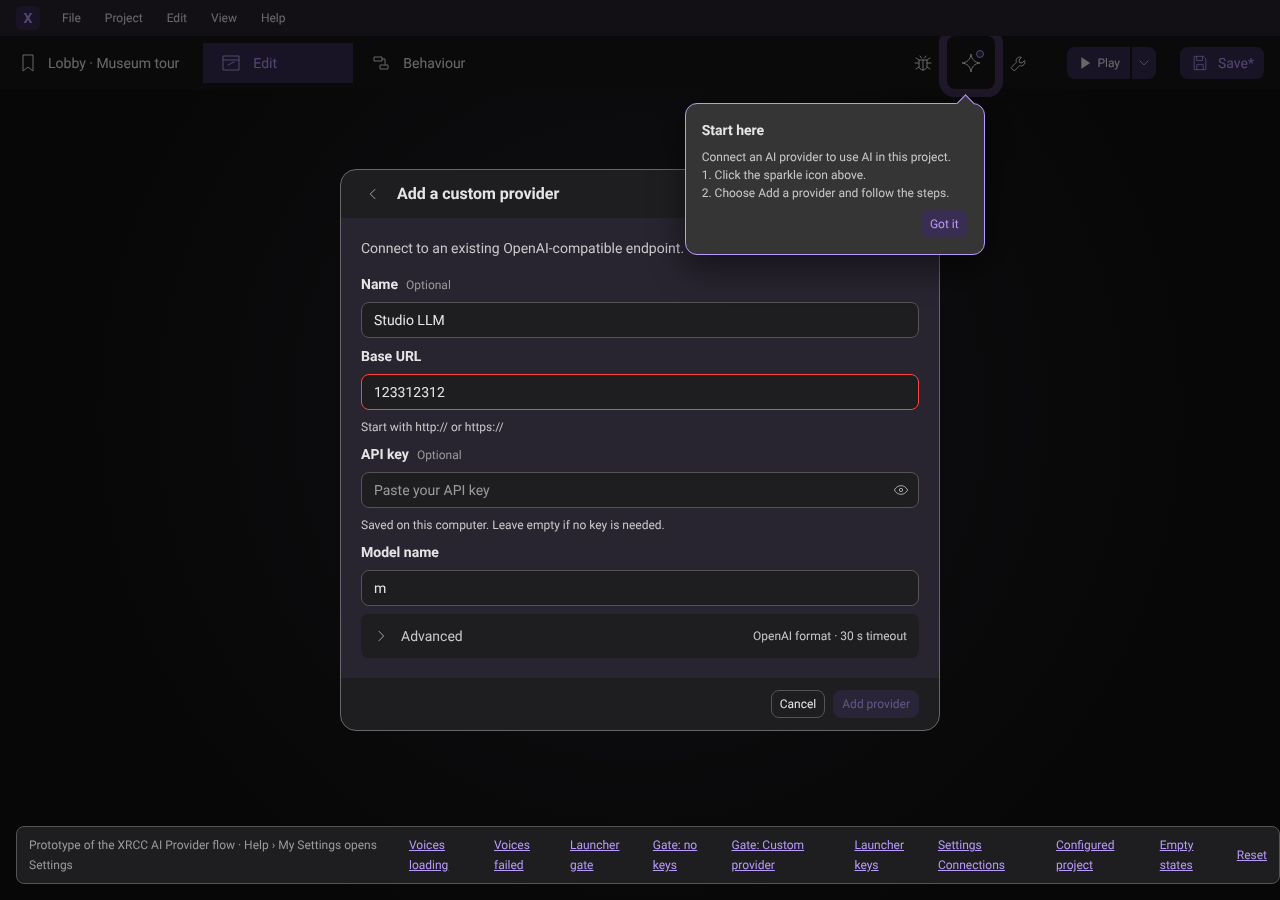 X File Project Edit View Help
Lobby · Museum tour Edit Behaviour Play Save*
Start here
Connect an AI provider to use AI in this project.
1. Click the sparkle icon above.
2. Choose Add a provider and follow the steps.
Got it
Add a custom provider
Connect to an existing OpenAI-compatible endpoint.
Name Optional
Studio LLM
Base URL
123312312
Start with http:// or https://
API key Optional
Paste your API key
Saved on this computer. Leave empty if no key is needed.
Model name
m
Advanced OpenAI format · 30 s timeout
Cancel Add provider
Prototype of the XRCC AI Provider flow · Help › My Settings opens
Settings
Voices
loading
Voices
failed
Launcher
gate
Gate: no
keys
Gate: Custom
provider
Launcher
keys
Settings
Connections
Configured
project
Empty
states
Reset